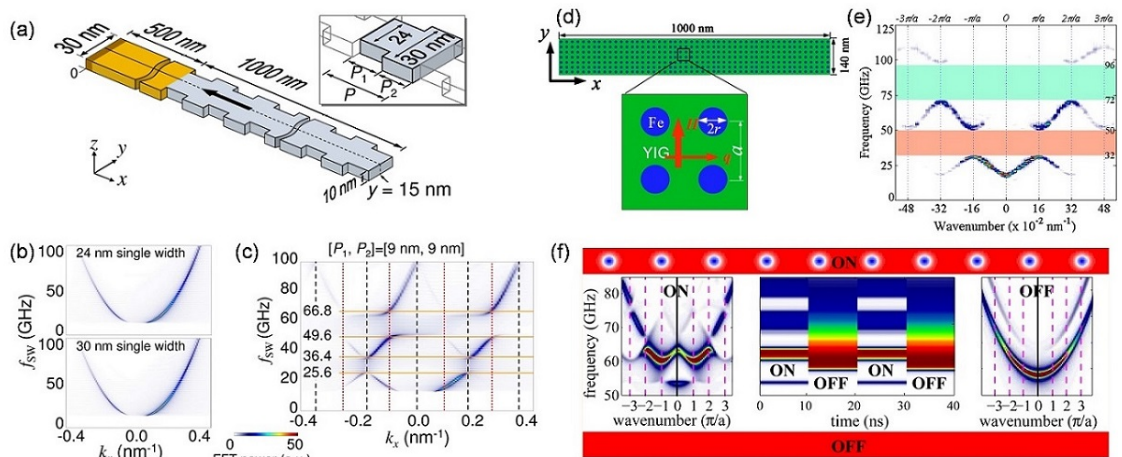 (a)
30 nm
500 nm
1000 nm
0
24
30 nm
P1
P2
P
z
y
x
10 nm
y = 15 nm
(b)
24 nm single width
100
50
0
30 nm single width
100
50
0
fSW (GHz)
-0.4
0.0
0.4
(c)
[P1, P2]=[9 nm, 9 nm]
100
80
66.8
60
49.6
40
36.4
25.6
20
0
fSW (GHz)
-0.4
0.0
0.4
kx (nm-1)
0
50
(d)
1000 nm
140 nm
y
x
Fe
H
2r
YIG
q
a
(e)
-3π/a
-2π/a
-π/a
0
π/a
2π/a
3π/a
125
100
75
50
25
0
Frequency (GHz)
96
72
50
32
-48
-32
-16
0
16
32
48
Wavenumber (x 10-2 nm-1)
(f)
ON
ON
OFF
80
70
60
50
frequency (GHz)
ON
OFF
ON
OFF
-3
-2
-1
0
1
2
3
wavenumber (π/a)
0
10
20
30
40
time (ns)
-3
-2
-1
0
1
2
3
wavenumber (π/a)
OFF